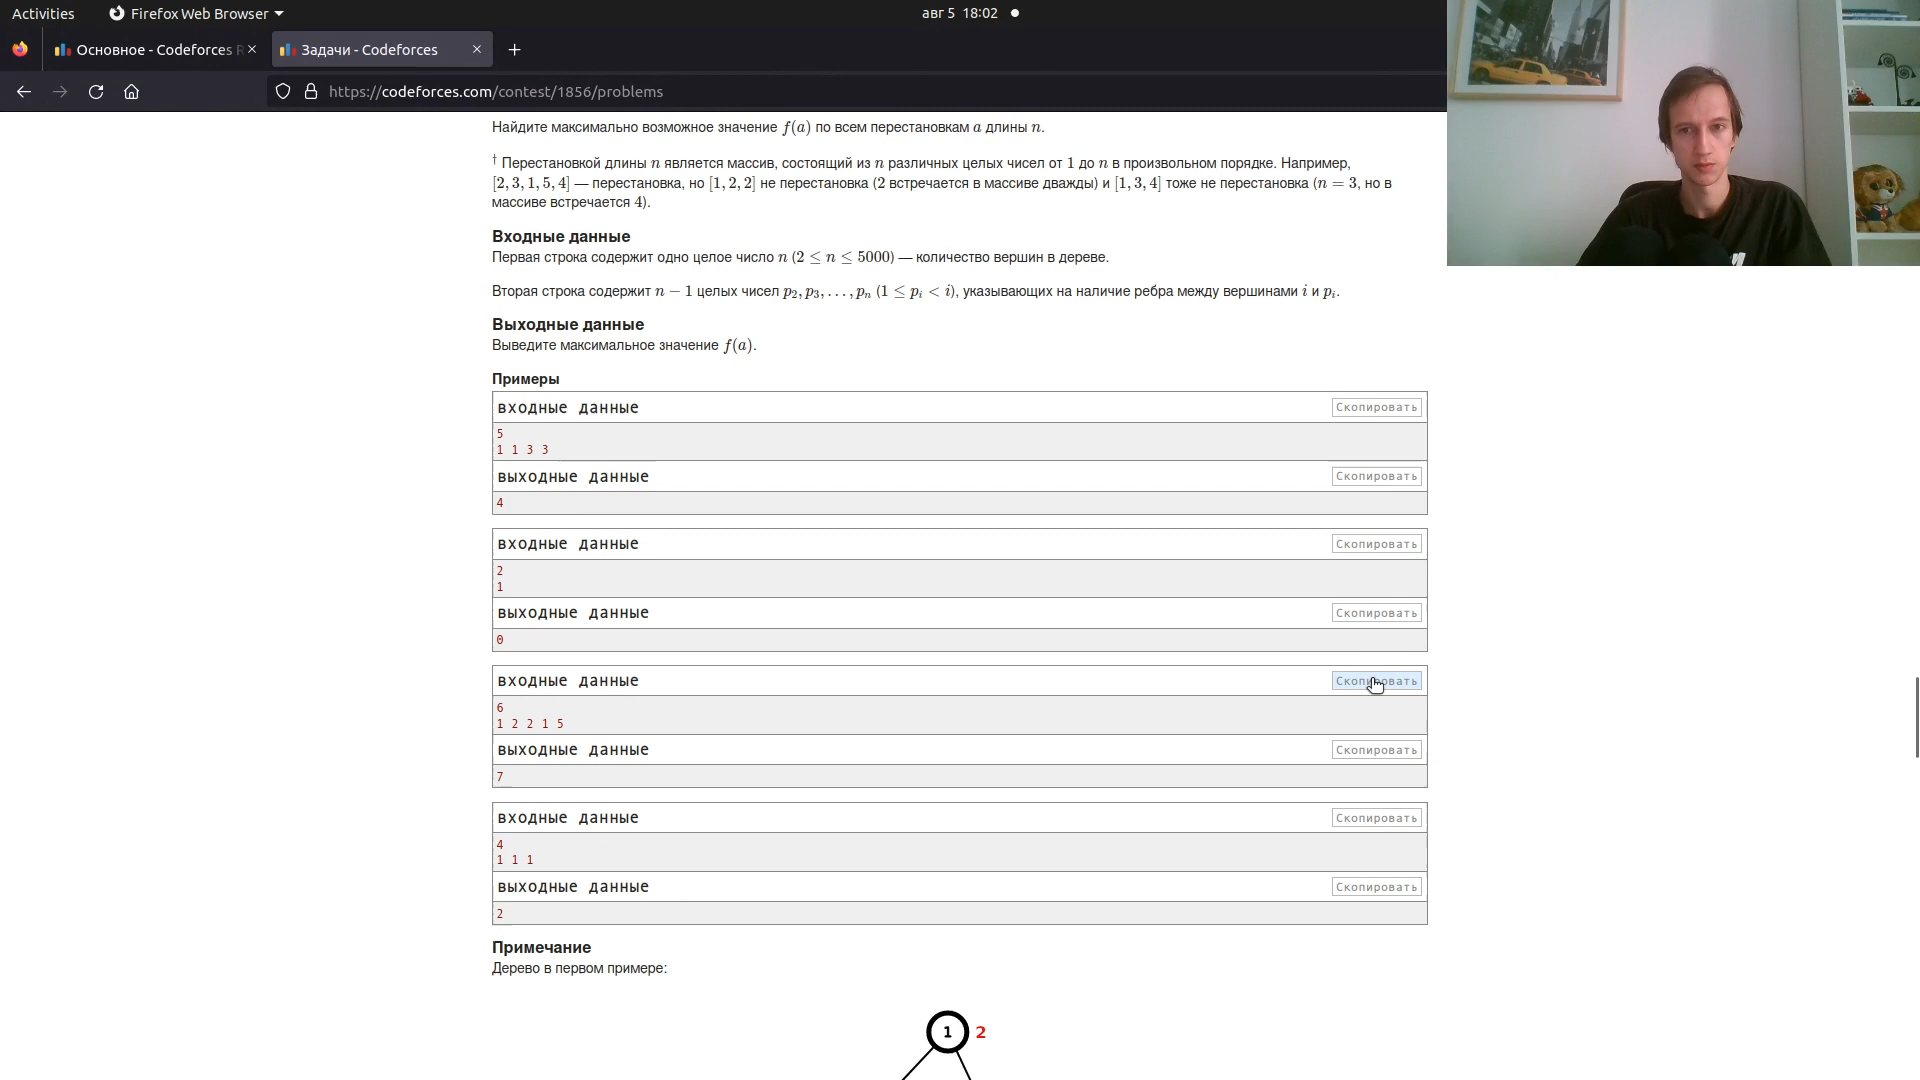 Activities
Firefox Web Browser
авг 5 18:02
Основное - Codeforces R
Задачи - Codeforces
https://codeforces.com/contest/1856/problems
Найдите максимально возможное значение f(a) по всем перестановкам a длины n.
† Перестановкой длины n является массив, состоящий из n различных целых чисел от 1 до n в произвольном порядке. Например,
[2, 3, 1, 5, 4] — перестановка, но [1, 2, 2] не перестановка (2 встречается в массиве дважды) и [1, 3, 4] тоже не перестановка (n = 3, но в
массиве встречается 4).
Входные данные
Первая строка содержит одно целое число n (2 ≤ n ≤ 5000) — количество вершин в дереве.
Вторая строка содержит n − 1 целых чисел p₂, p₃, . . . , pₙ (1 ≤ pᵢ < i), указывающих на наличие ребра между вершинами i и pᵢ.
Выходные данные
Выведите максимальное значение f(a).
Примеры
входные данные
Скопировать
5
1 1 3 3
выходные данные
Скопировать
4
входные данные
Скопировать
2
1
выходные данные
Скопировать
0
входные данные
Скопировать
6
1 2 2 1 5
выходные данные
Скопировать
7
входные данные
Скопировать
4
1 1 1
выходные данные
Скопировать
2
Примечание
Дерево в первом примере:
1 2